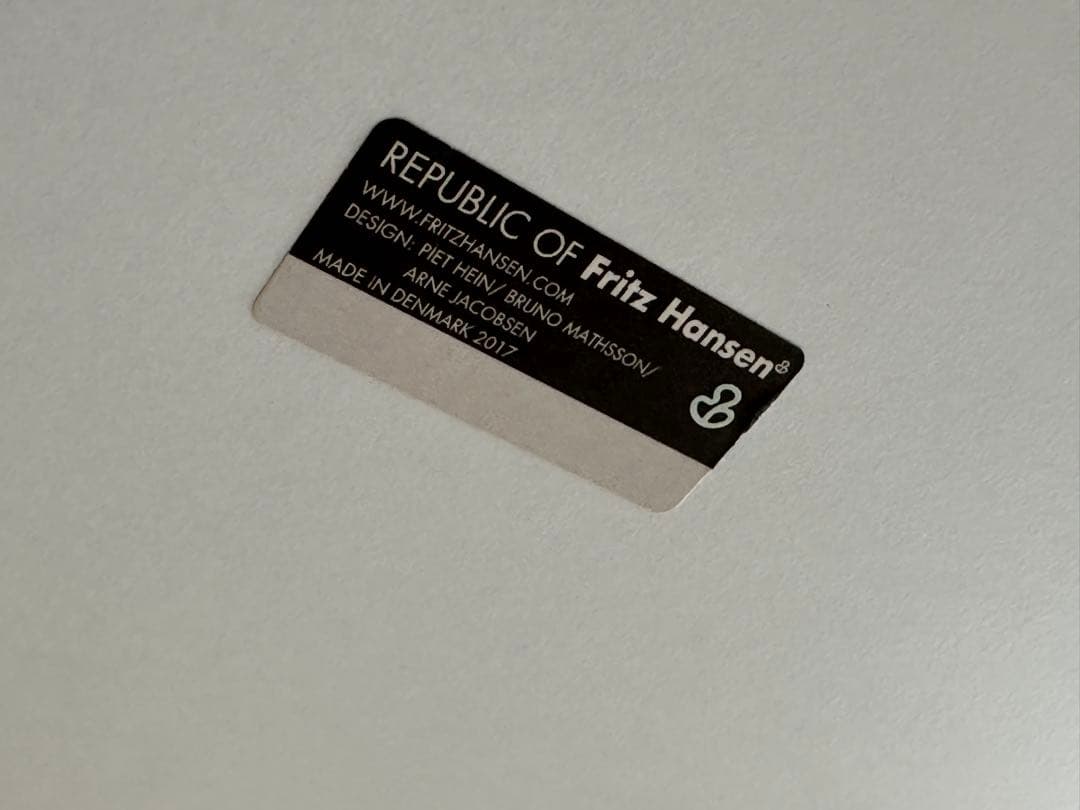 REPUBLIC OF Fritz Hansen
WWW.FRITZHANSEN.COM
DESIGN: PIET HEIN/ BRUNO MATHSSON/
ARNE JACOBSEN
MADE IN DENMARK 2017